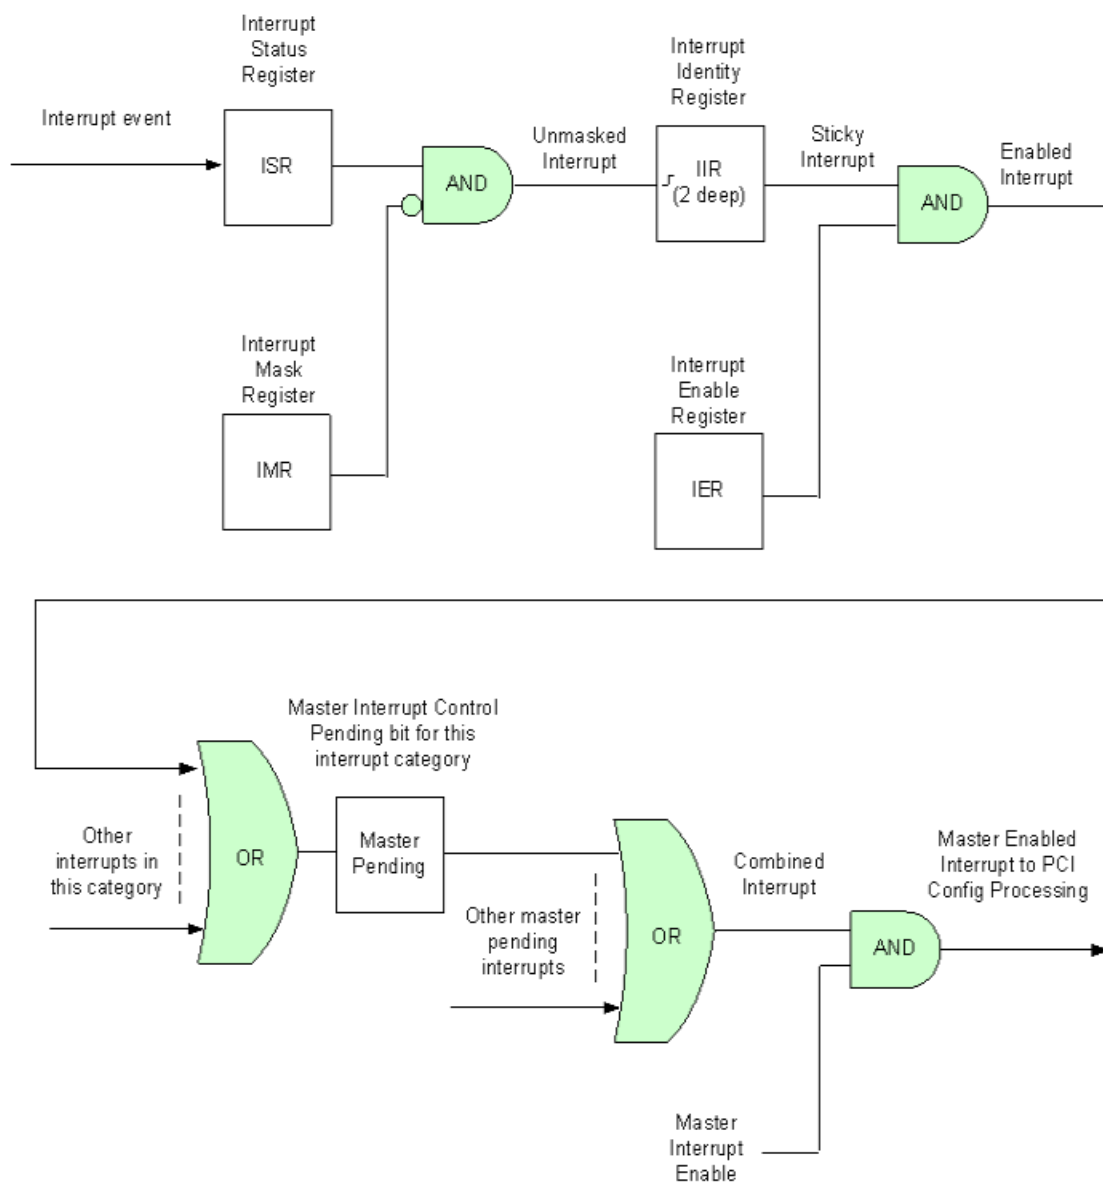 Interrupt
Status
Register
Interrupt event
ISR
AND
Unmasked
Interrupt
Interrupt
Identity
Register
IIR
(2 deep)
Sticky
Interrupt
AND
Enabled
Interrupt
Interrupt
Mask
Register
IMR
Interrupt
Enable
Register
IER
Master Interrupt Control
Pending bit for this
interrupt category
Other
interrupts in
this category
OR
Master
Pending
Other master
pending
interrupts
OR
Combined
Interrupt
AND
Master Enabled
Interrupt to PCI
Config Processing
Master
Interrupt
Enable